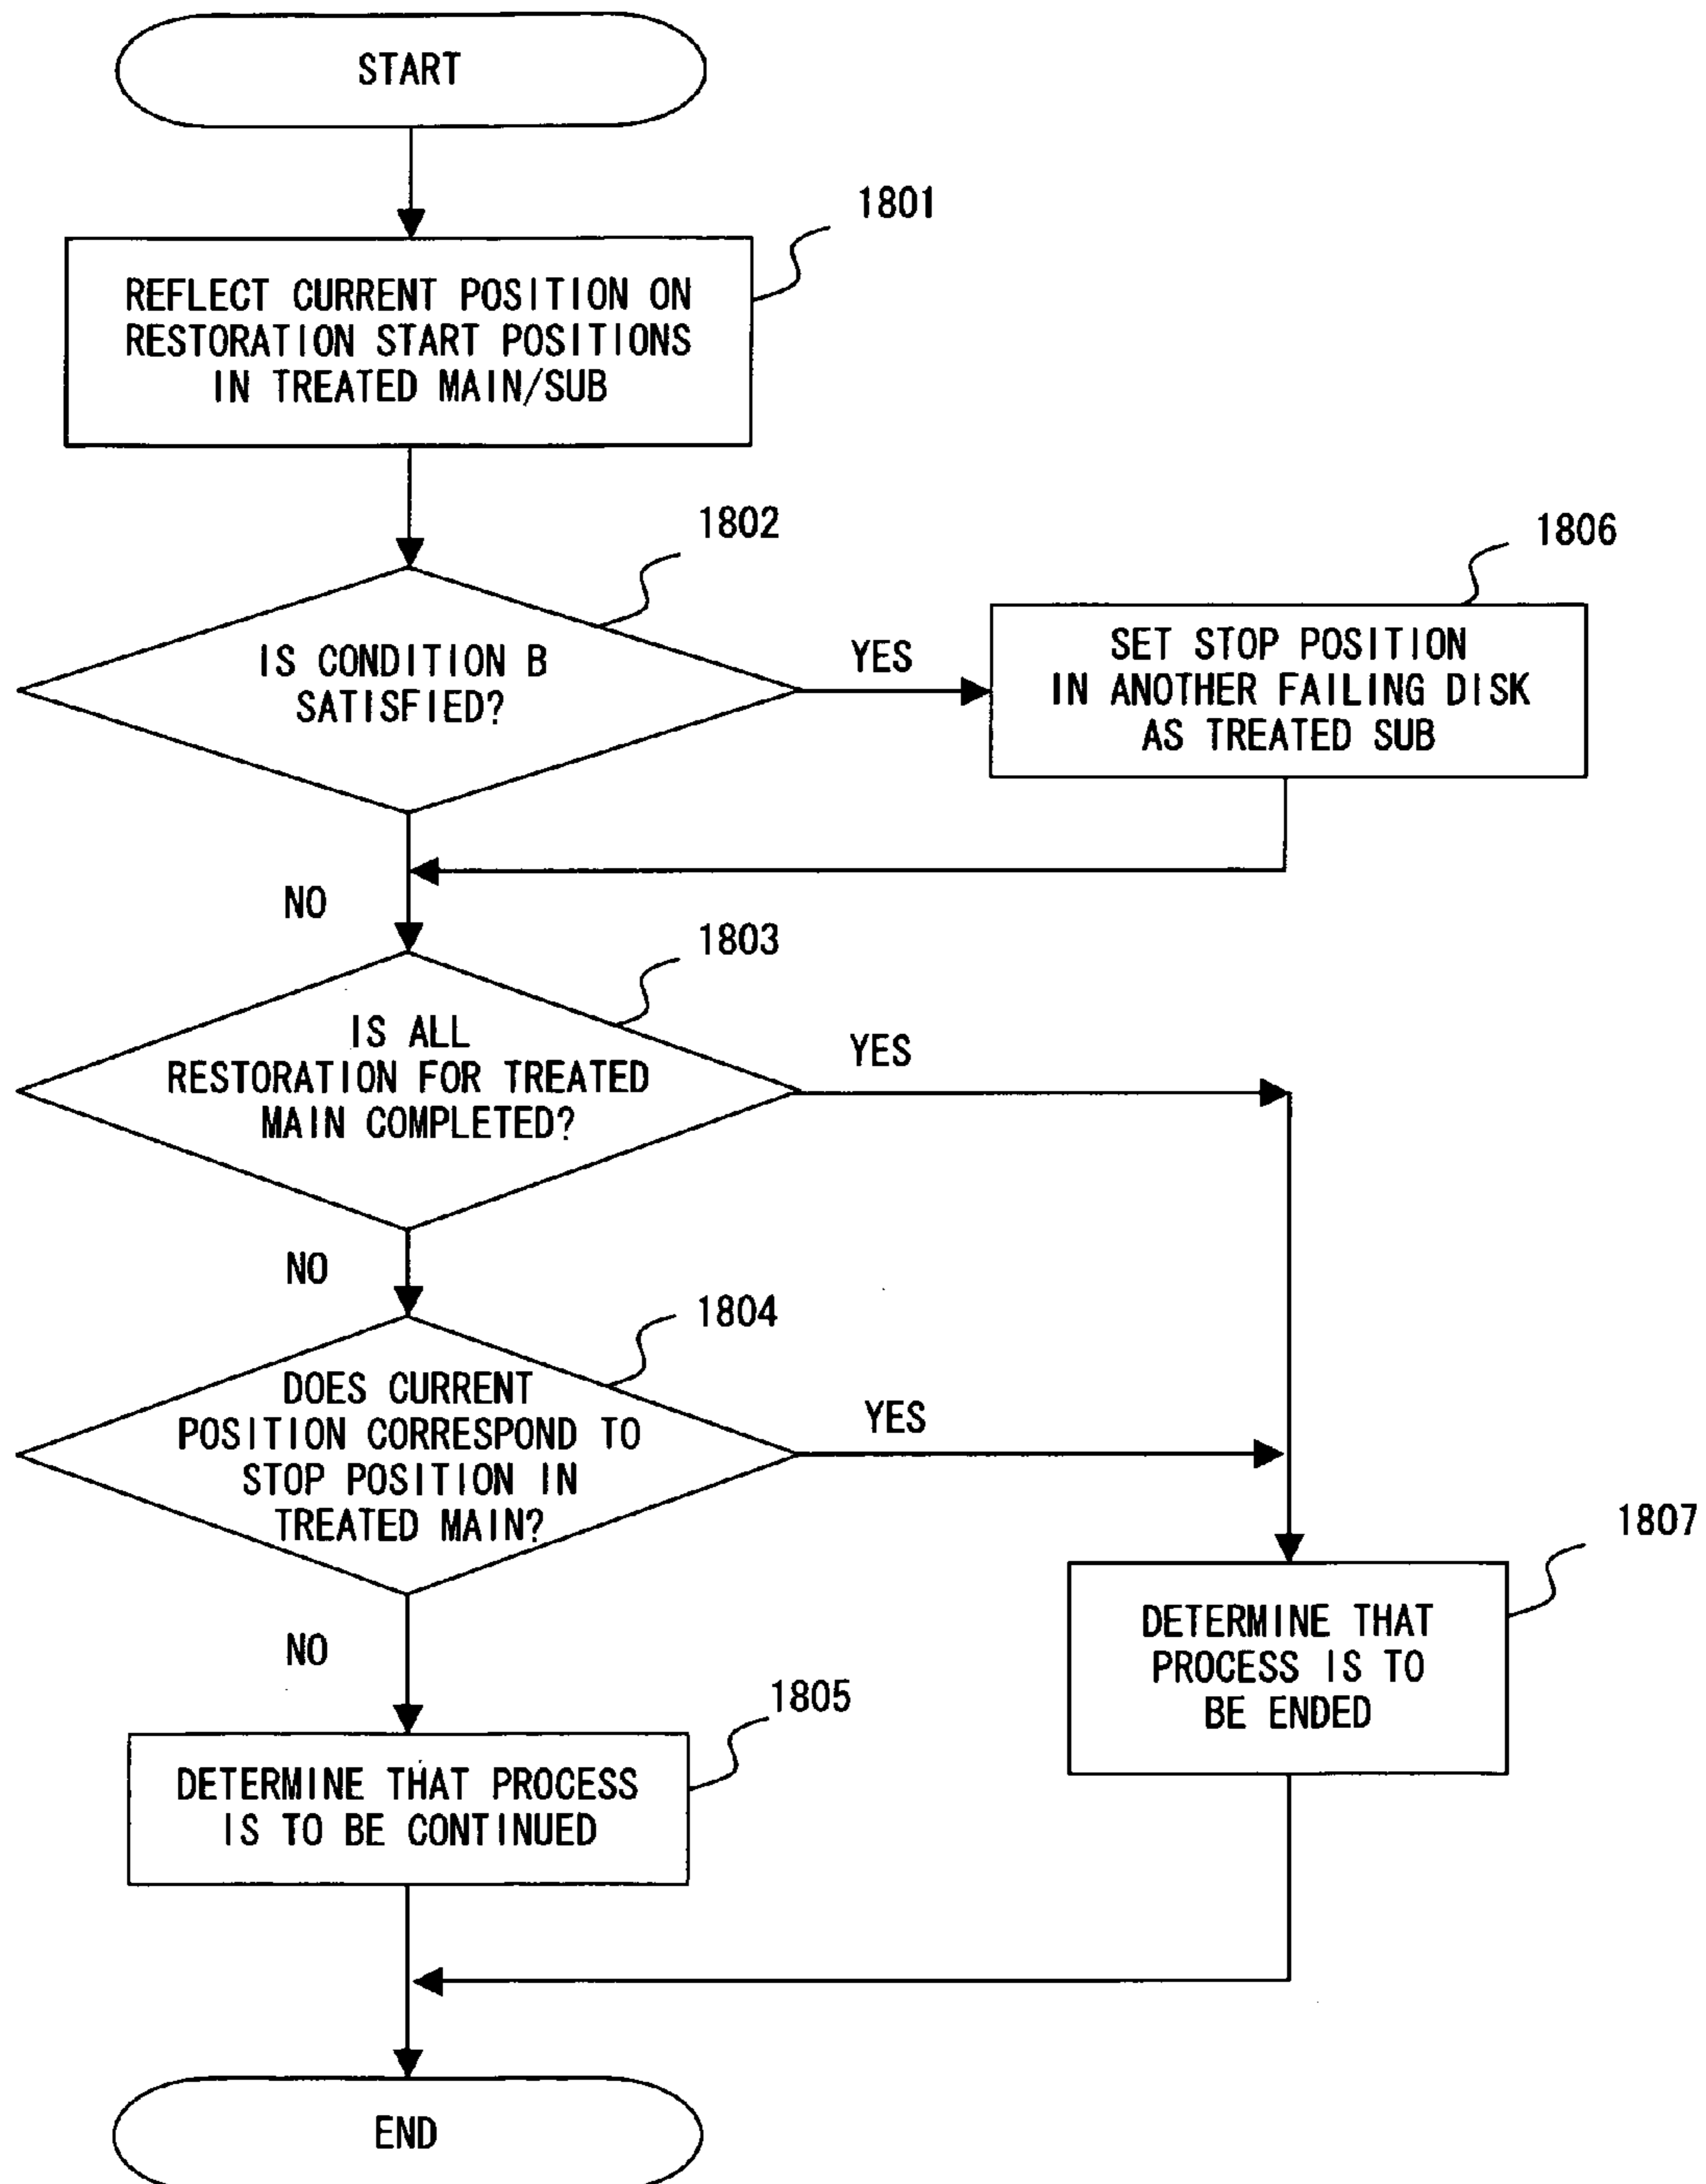 START
1801
REFLECT CURRENT POSITION ON
RESTORATION START POSITIONS
IN TREATED MAIN/SUB
1802
IS CONDITION B
SATISFIED?
YES
1806
SET STOP POSITION
IN ANOTHER FAILING DISK
AS TREATED SUB
NO
1803
IS ALL
RESTORATION FOR TREATED
MAIN COMPLETED?
YES
NO
1804
DOES CURRENT
POSITION CORRESPOND TO
STOP POSITION IN
TREATED MAIN?
YES
1807
DETERMINE THAT
PROCESS IS TO
BE ENDED
NO
1805
DETERMINE THAT PROCESS
IS TO BE CONTINUED
END